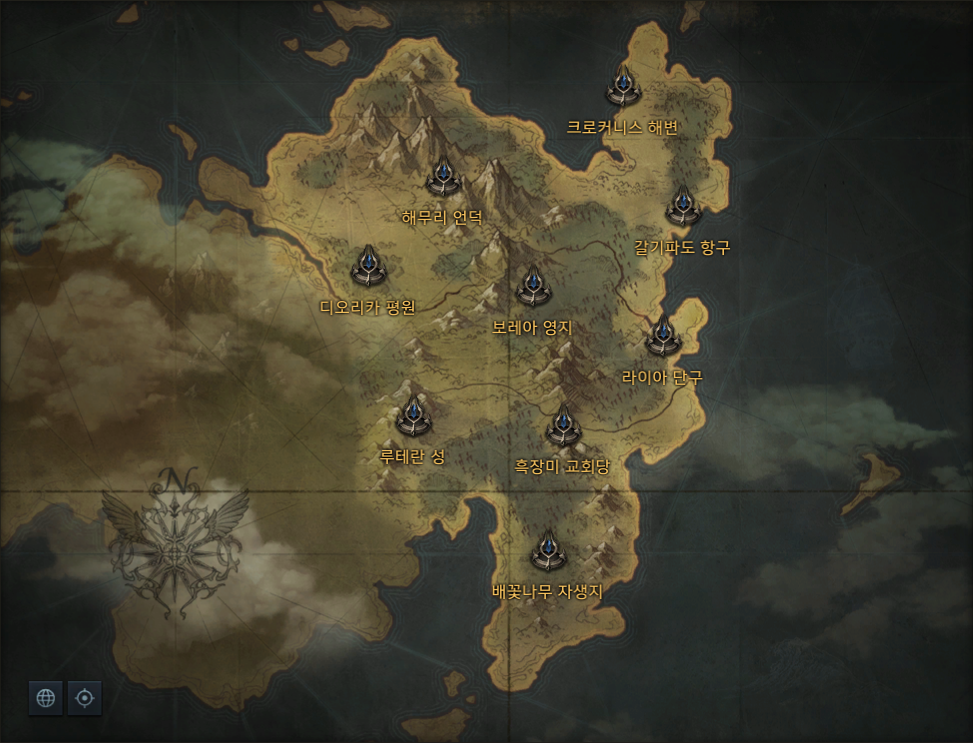 크로커니스 해변
해무리 언덕
갈기파도 항구
디오리카 평원
보레아 영지
라이아 단구
루테란 성
흑장미 교회당
N
배꽃나무 자생지